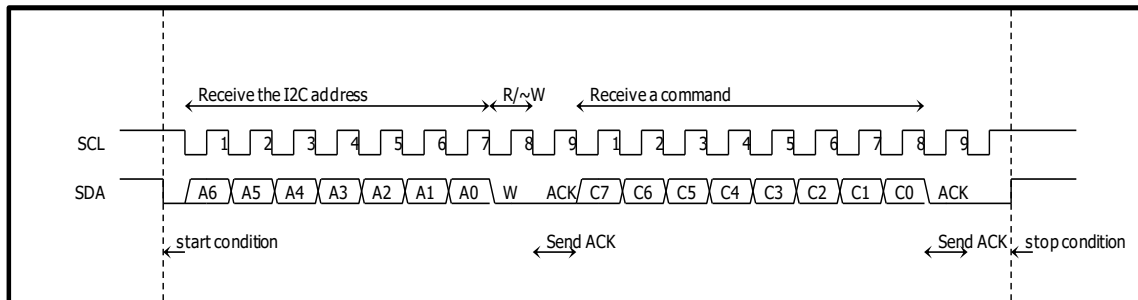 Receive the I2C address R/~W Receive a command
SCL 1 2 3 4 5 6 7 8 9 1 2 3 4 5 6 7 8 9
SDA A6 A5 A4 A3 A2 A1 A0 W ACK C7 C6 C5 C4 C3 C2 C1 C0 ACK
start condition Send ACK Send ACK stop condition